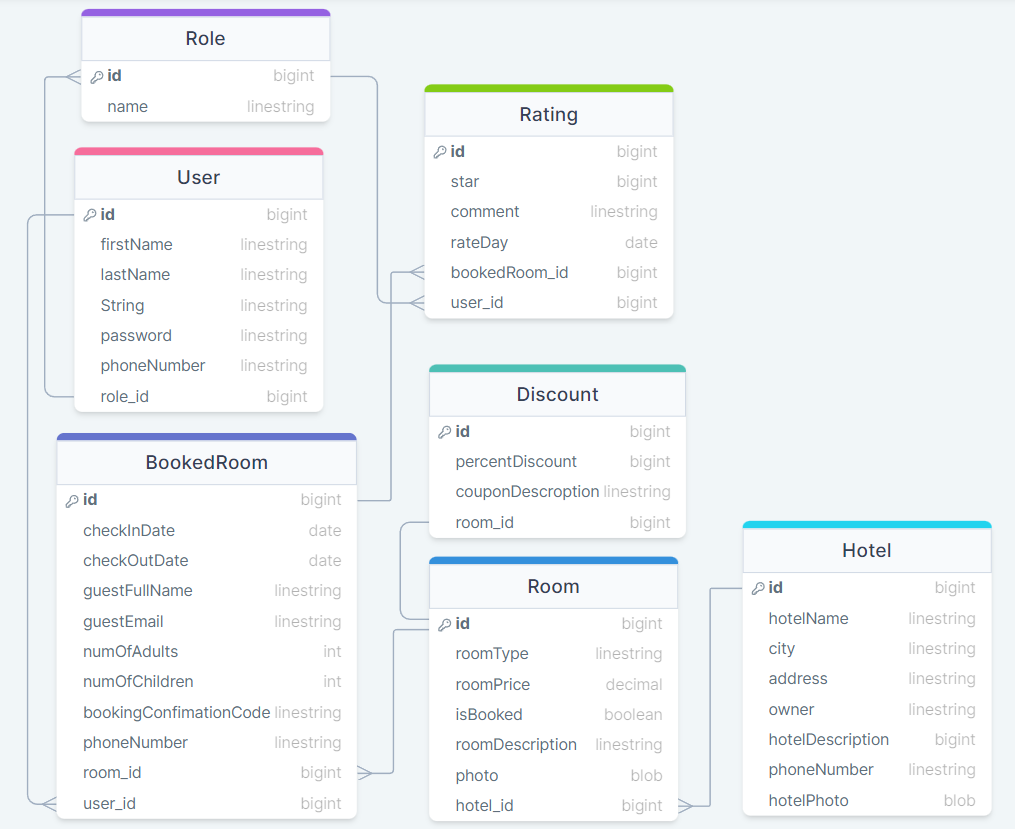 Role
id bigint
name linestring
User
id bigint
firstName linestring
lastName linestring
String linestring
password linestring
phoneNumber linestring
role_id bigint
BookedRoom
id bigint
checkInDate date
checkOutDate date
guestFullName linestring
guestEmail linestring
numOfAdults int
numOfChildren int
bookingConfimationCode linestring
phoneNumber linestring
room_id bigint
user_id bigint
Rating
id bigint
star bigint
comment linestring
rateDay date
bookedRoom_id bigint
user_id bigint
Discount
id bigint
percentDiscount bigint
couponDescroption linestring
room_id bigint
Room
id bigint
roomType linestring
roomPrice decimal
isBooked boolean
roomDescription linestring
photo blob
hotel_id bigint
Hotel
id bigint
hotelName linestring
city linestring
address linestring
owner linestring
hotelDescription bigint
phoneNumber linestring
hotelPhoto blob